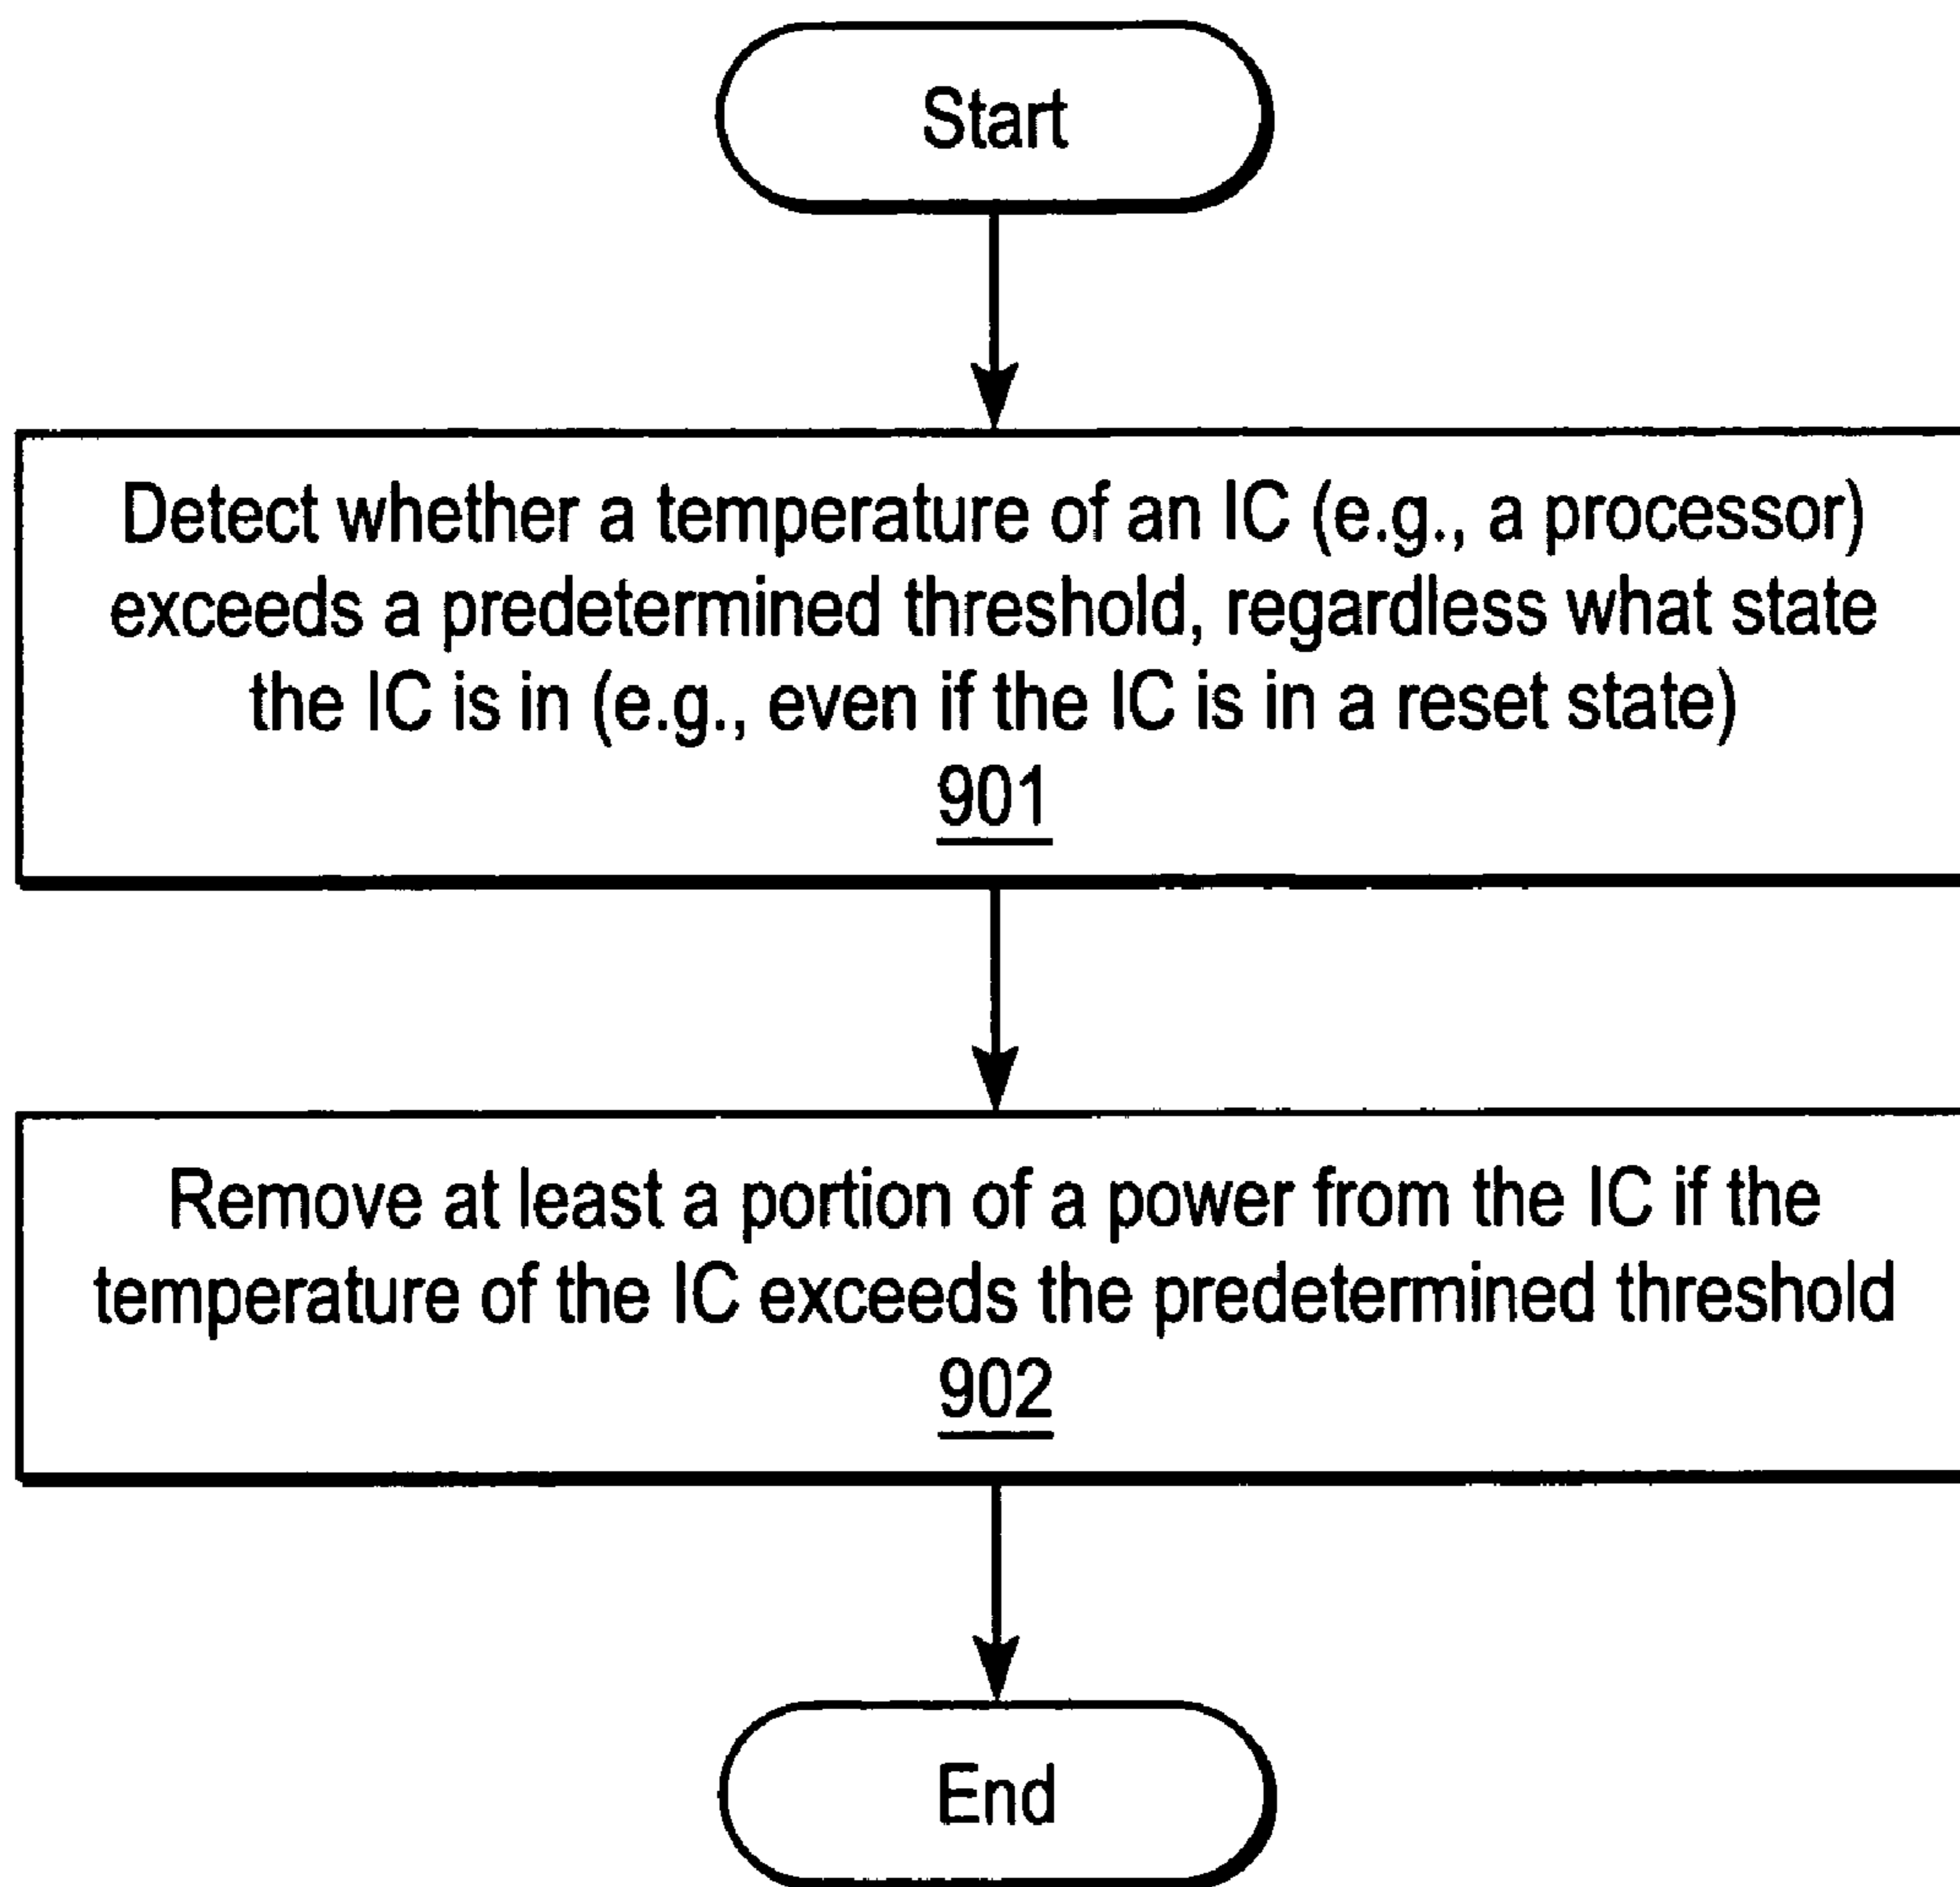 Start
Detect whether a temperature of an IC (e.g., a processor)
exceeds a predetermined threshold, regardless what state
the IC is in (e.g., even if the IC is in a reset state)
901
Remove at least a portion of a power from the IC if the
temperature of the IC exceeds the predetermined threshold
902
End